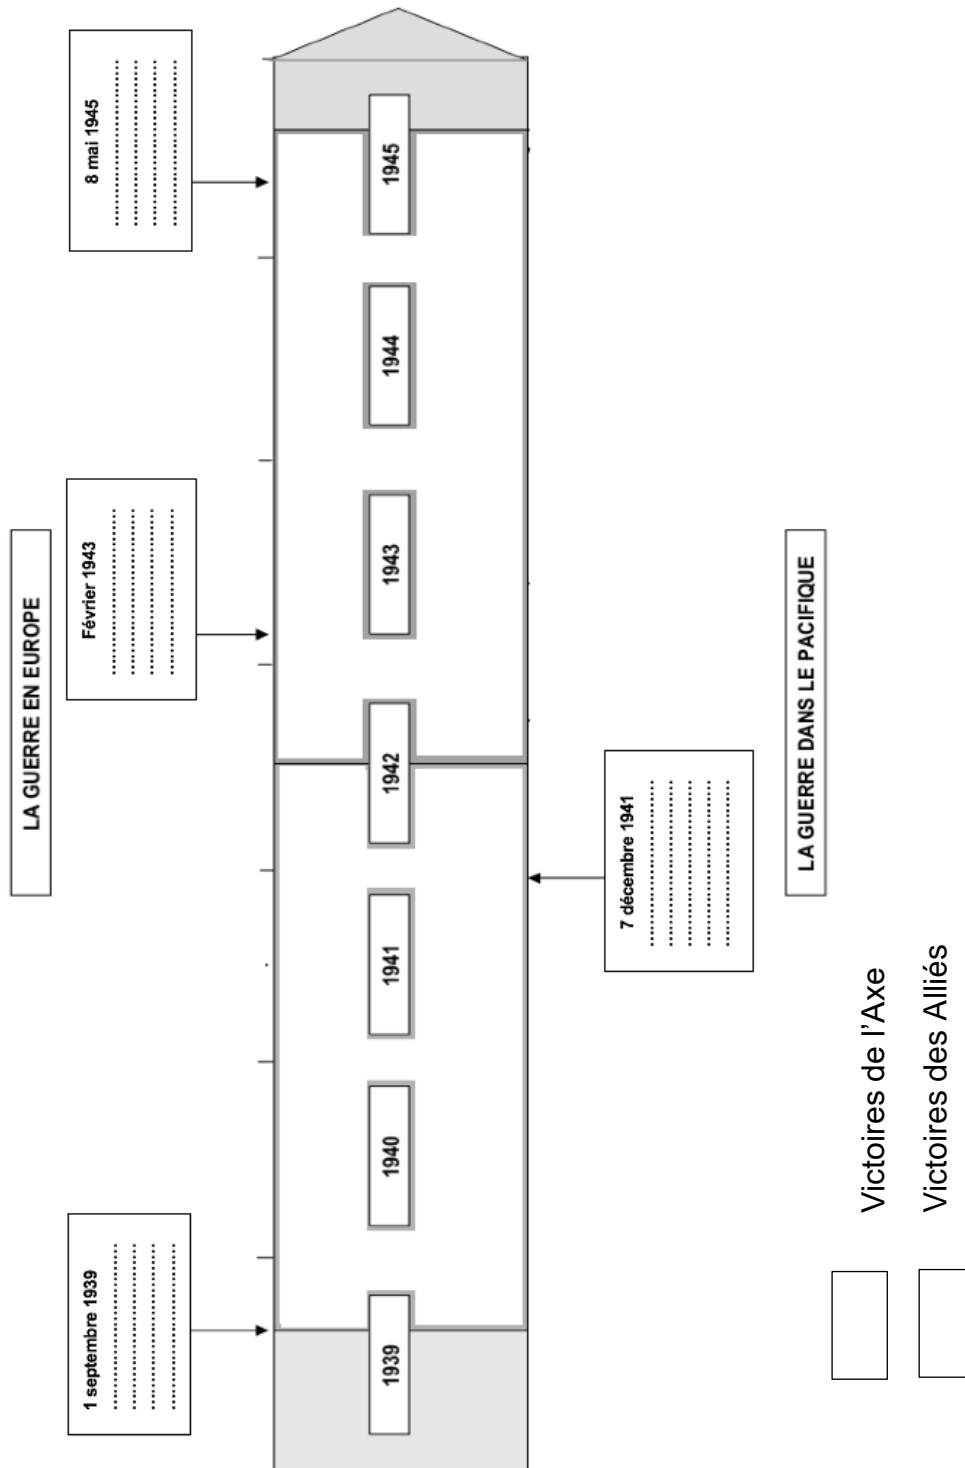 LA GUERRE EN EUROPE
1 septembre 1939
Février 1943
8 mai 1945
1939
1940
1941
1942
1943
1944
1945
7 décembre 1941
LA GUERRE DANS LE PACIFIQUE
Victoires de l’Axe
Victoires des Alliés